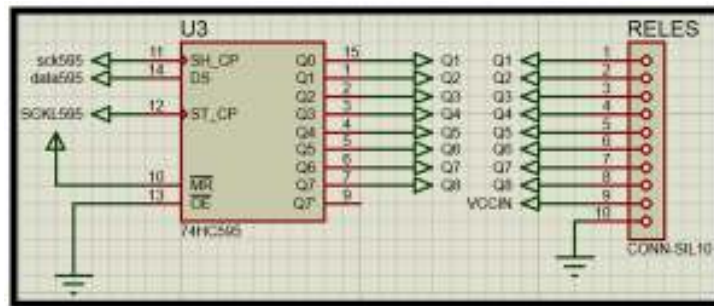 U3
sck595 11 SH_CP Q0 15 Q1
data595 14 DS Q1 1 Q2
Q2 2 Q3
SCKL595 12 ST_CP Q3 3 Q4
Q4 4 Q5
Q5 5 Q6
Q6 6 Q7
10 MR Q7 7 Q8
13 OE Q7' 9
74HC595
RELES
Q1 1
Q2 2
Q3 3
Q4 4
Q5 5
Q6 6
Q7 7
Q8 8
VCCIN 9
10
CONN-SIL10